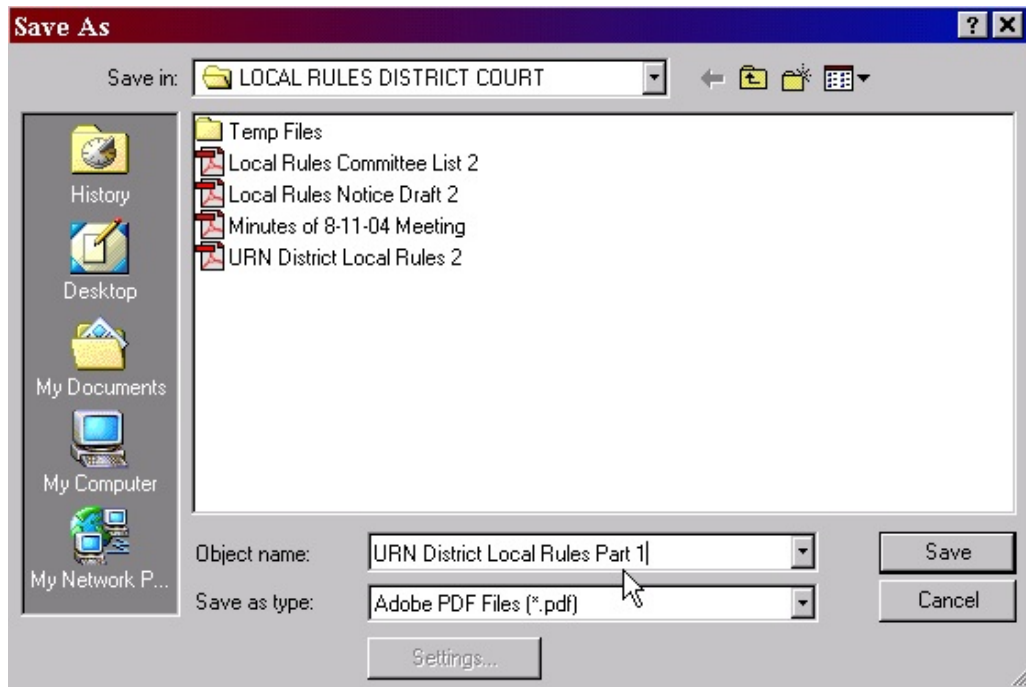 Save As
Save in: LOCAL RULES DISTRICT COURT
History
Desktop
My Documents
My Computer
My Network P...
Temp Files
Local Rules Committee List 2
Local Rules Notice Draft 2
Minutes of 8-11-04 Meeting
URN District Local Rules 2
Object name: URN District Local Rules Part 1 Save
Save as type: Adobe PDF Files (*.pdf) Cancel
Settings...